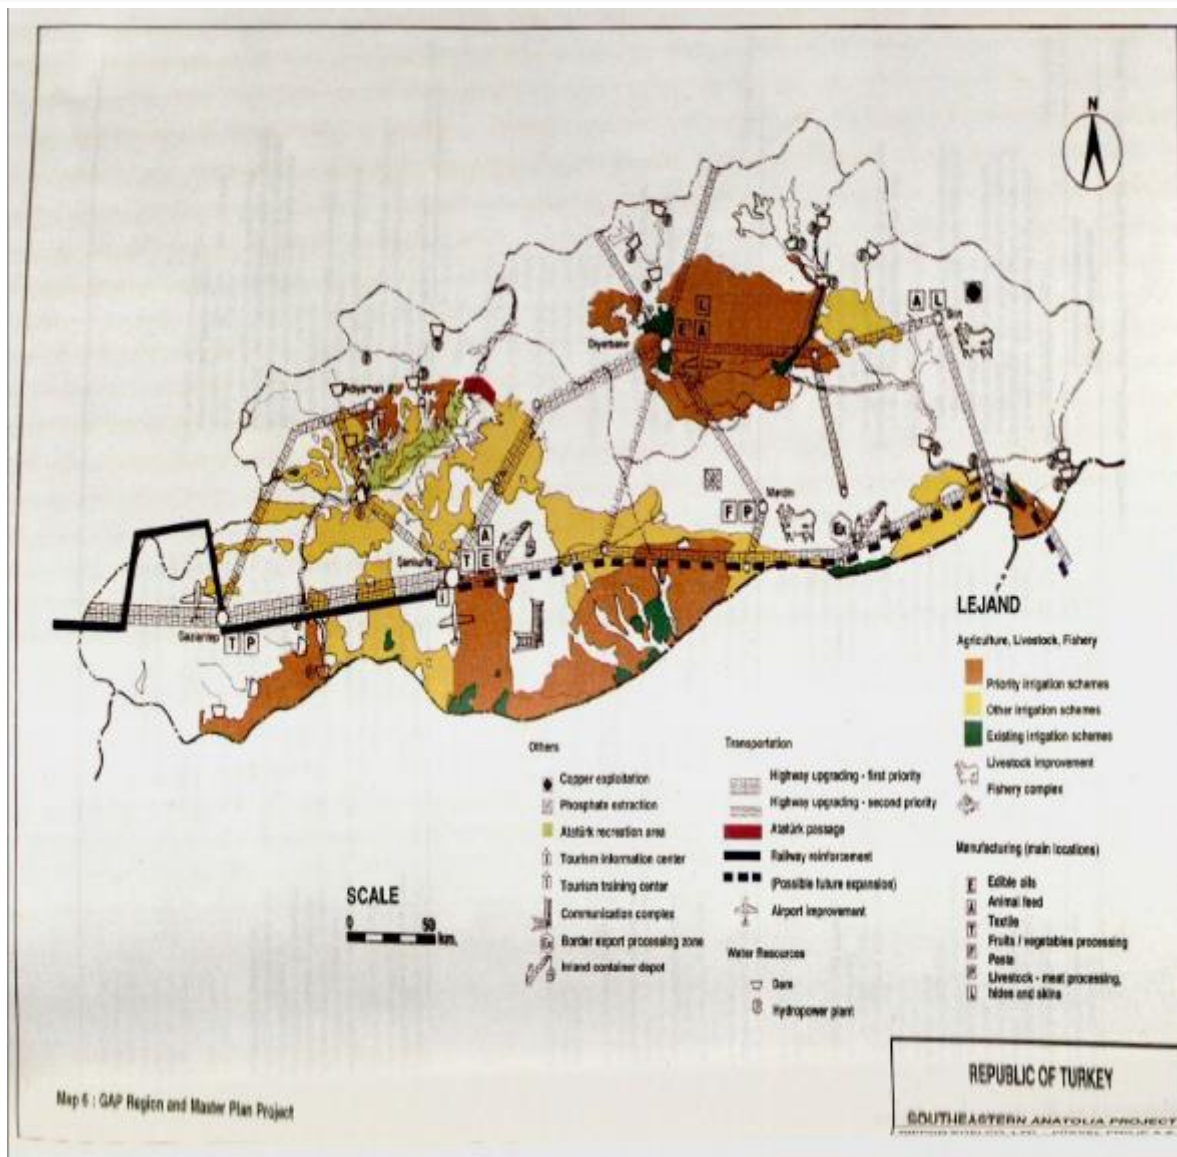 N
L
A L
Siirt
E A
Diyarbakır
Adıyaman
Mardin
F P
Ex
A
T E
Şanlıurfa
i
Gaziantep
T P
LEJAND
Agriculture, Livestock, Fishery
Priority irrigation schemes
Other irrigation schemes
Existing irrigation schemes
Livestock improvement
Fishery complex
Others
Copper exploitation
Phosphate extraction
Atatürk recreation area
Tourism information center
Tourism training center
Communication complex
Ex Border export processing zone
Inland container depot
Transportation
Highway upgrading - first priority
Highway upgrading - second priority
Atatürk passage
Railway reinforcement
(Possible future expansion)
Airport improvement
Water Resources
Dam
Hydropower plant
Manufacturing (main locations)
E Edible oils
A Animal feed
T Textile
F Fruits / vegetables processing
P Paste
L Livestock - meat processing,
hides and skins
SCALE
0 50
km.
Map 6 : GAP Region and Master Plan Project
REPUBLIC OF TURKEY
SOUTHEASTERN ANATOLIA PROJECT